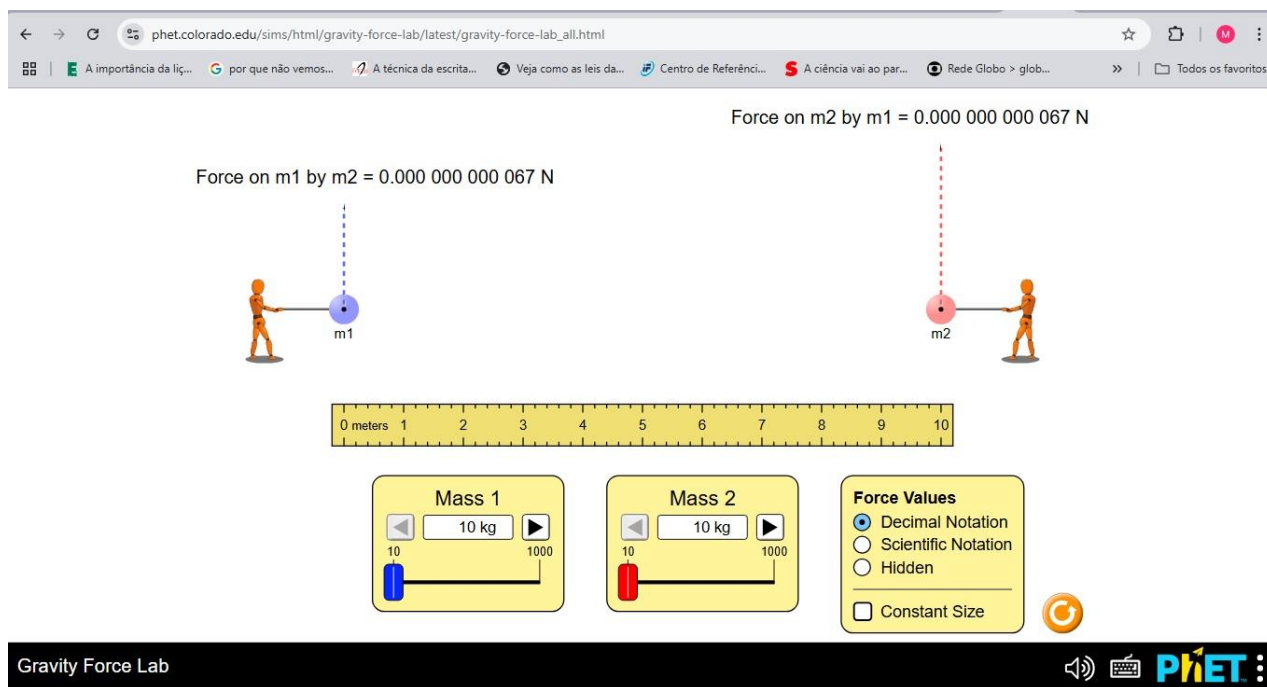 phet.colorado.edu/sims/html/gravity-force-lab/latest/gravity-force-lab_all.html
M
A importância da liç...
por que não vemos...
A técnica da escrita...
Veja como as leis da...
Centro de Referênci...
A ciência vai ao par...
Rede Globo > glob...
»
Todos os favoritos
Force on m2 by m1 = 0.000 000 000 067 N
Force on m1 by m2 = 0.000 000 000 067 N
m1
m2
0 meters 1 2 3 4 5 6 7 8 9 10
Mass 1
10 kg
10 1000
Mass 2
10 kg
10 1000
Force Values
Decimal Notation
Scientific Notation
Hidden
Constant Size
Gravity Force Lab
PhET